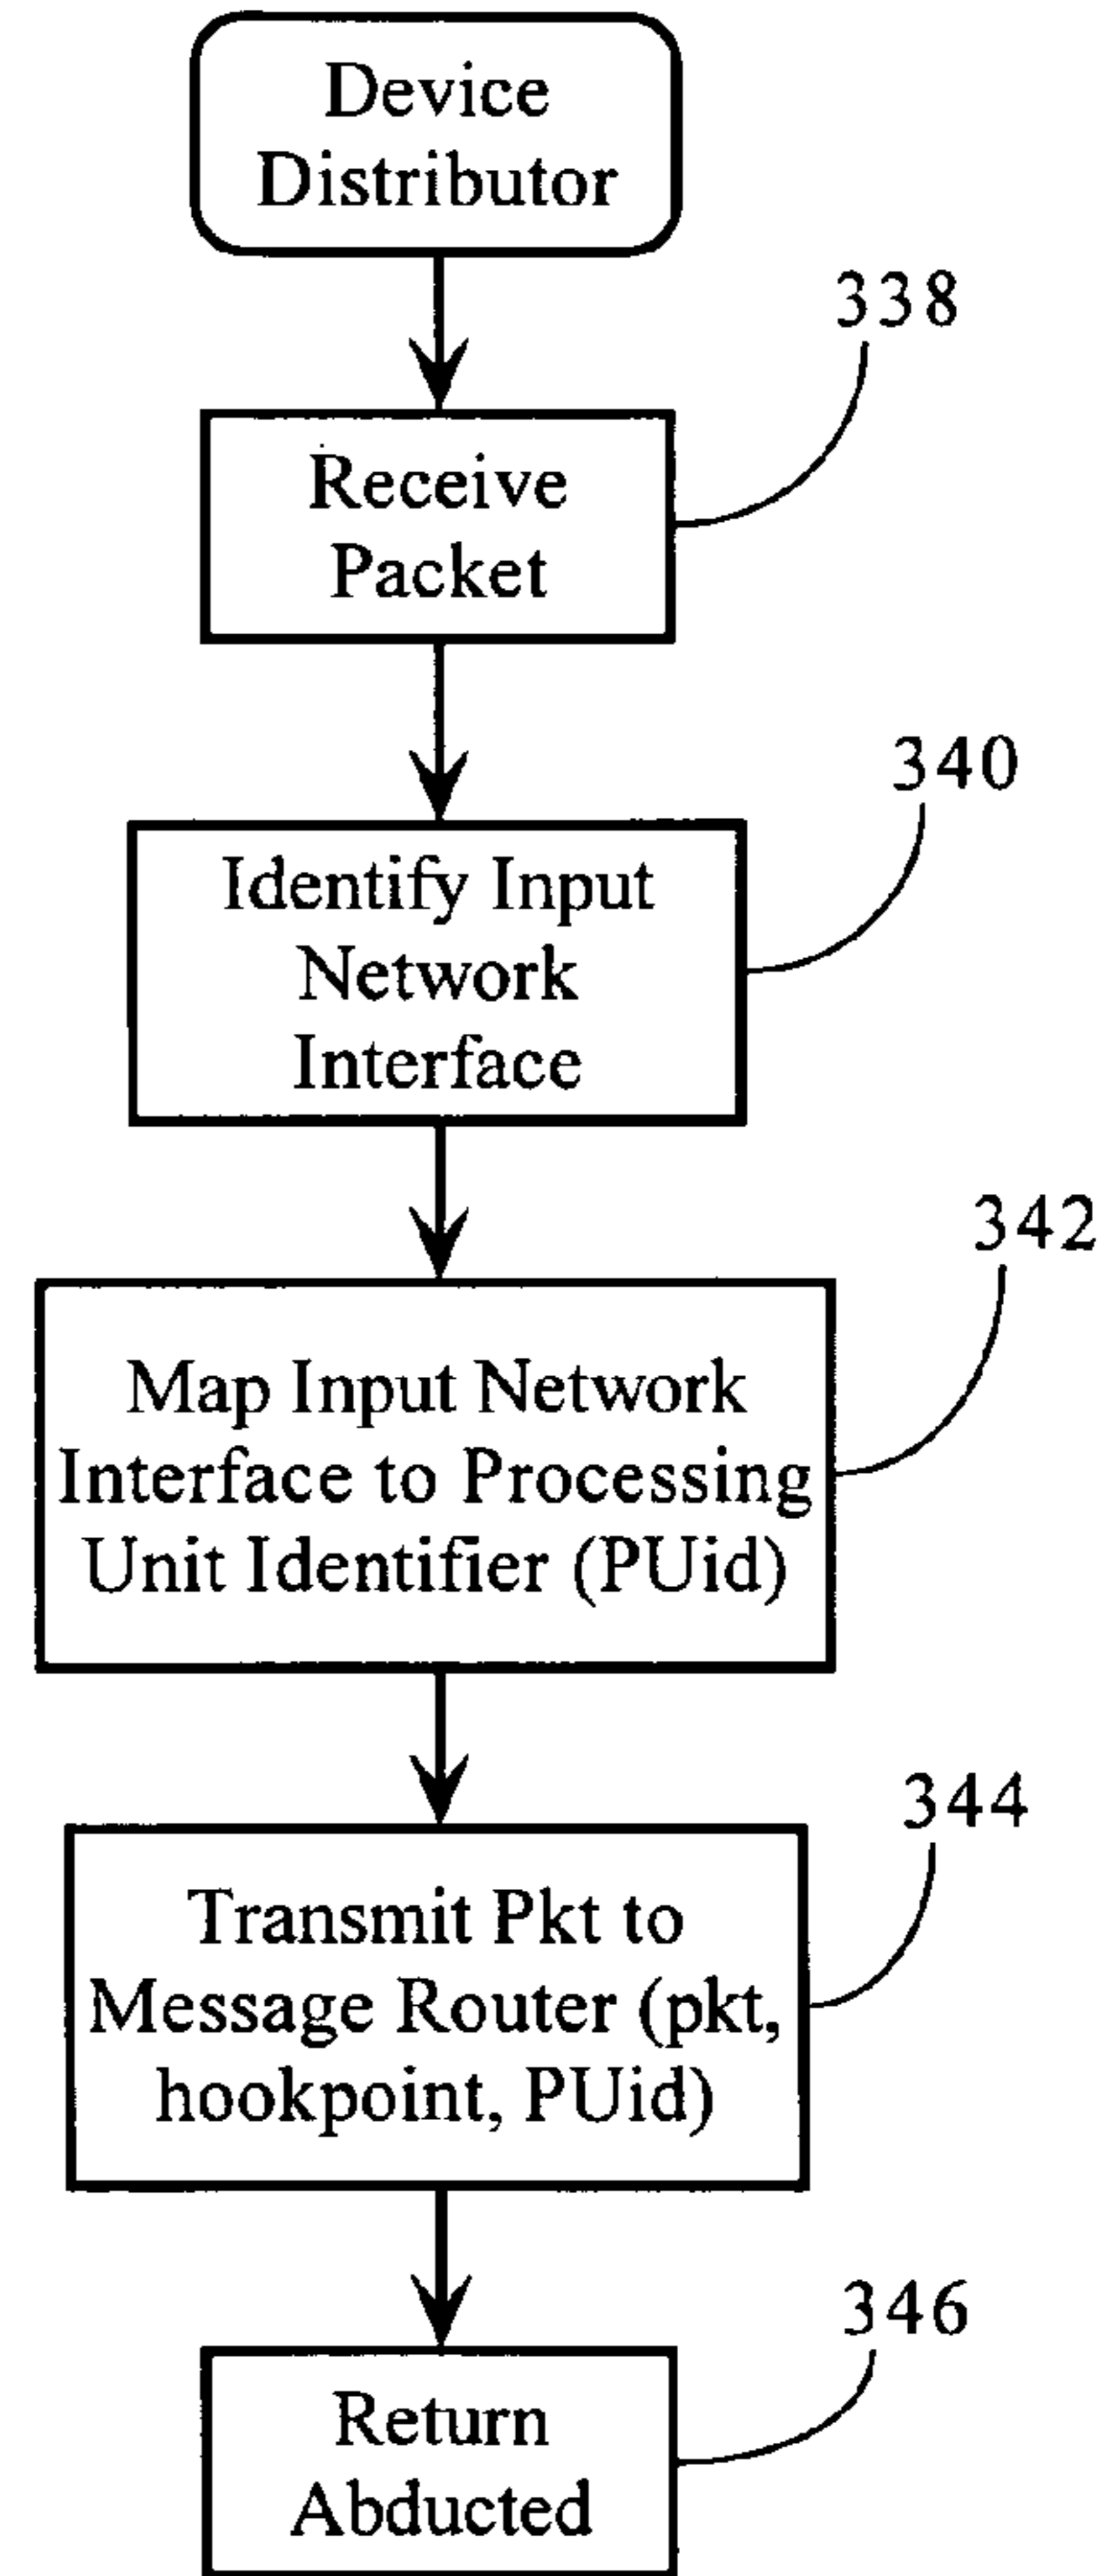 Device
Distributor
338
Receive
Packet
340
Identify Input
Network
Interface
342
Map Input Network
Interface to Processing
Unit Identifier (PUid)
344
Transmit Pkt to
Message Router (pkt,
hookpoint, PUid)
346
Return
Abducted